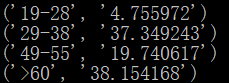 ('19-28', '4.755972')
('29-38', '37.349243')
('49-55', '19.740617')
('>60', '38.154168')